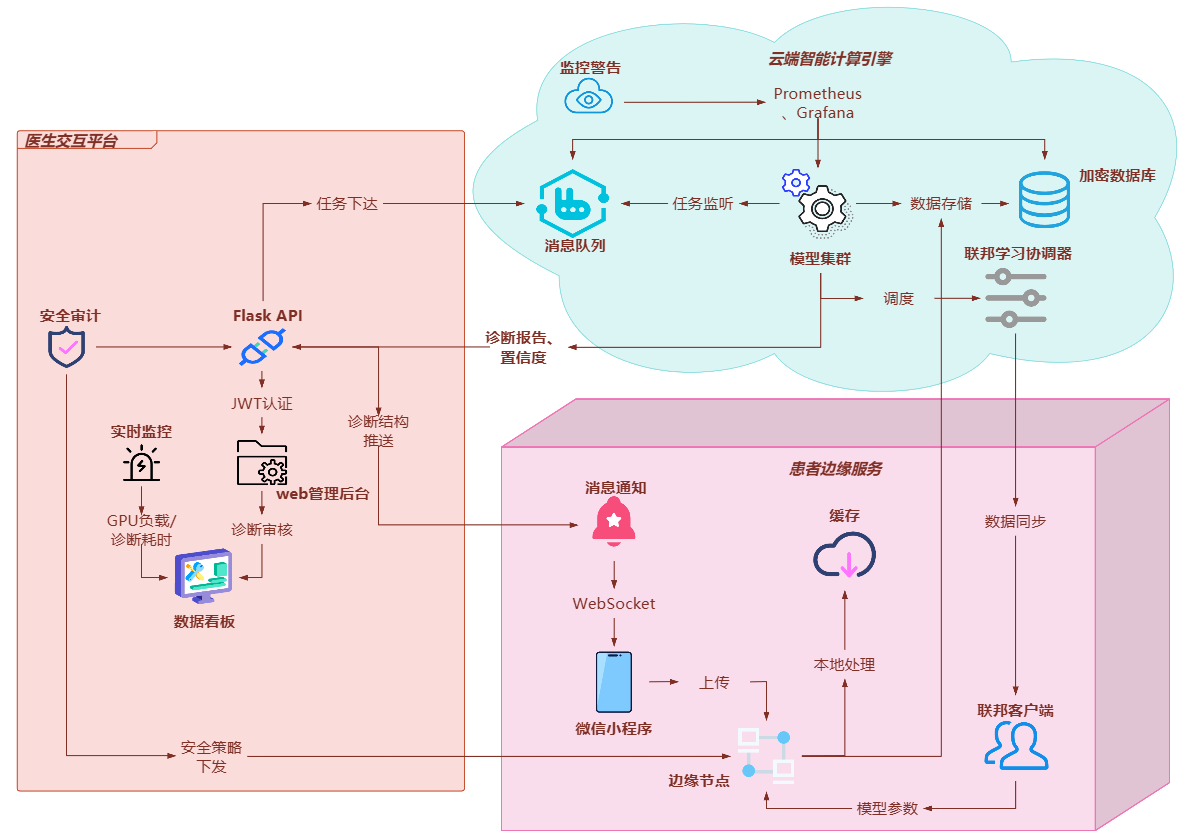 云端智能计算引擎
监控警告
Prometheus
、Grafana
医生交互平台
加密数据库
任务下达
任务监听
数据存储
消息队列
模型集群
联邦学习协调器
调度
安全审计
Flask API
诊断报告、
置信度
JWT认证
诊断结构
推送
实时监控
web管理后台
GPU负载/
诊断耗时
诊断审核
数据看板
患者边缘服务
消息通知
缓存
数据同步
WebSocket
本地处理
上传
微信小程序
联邦客户端
安全策略
下发
边缘节点
模型参数